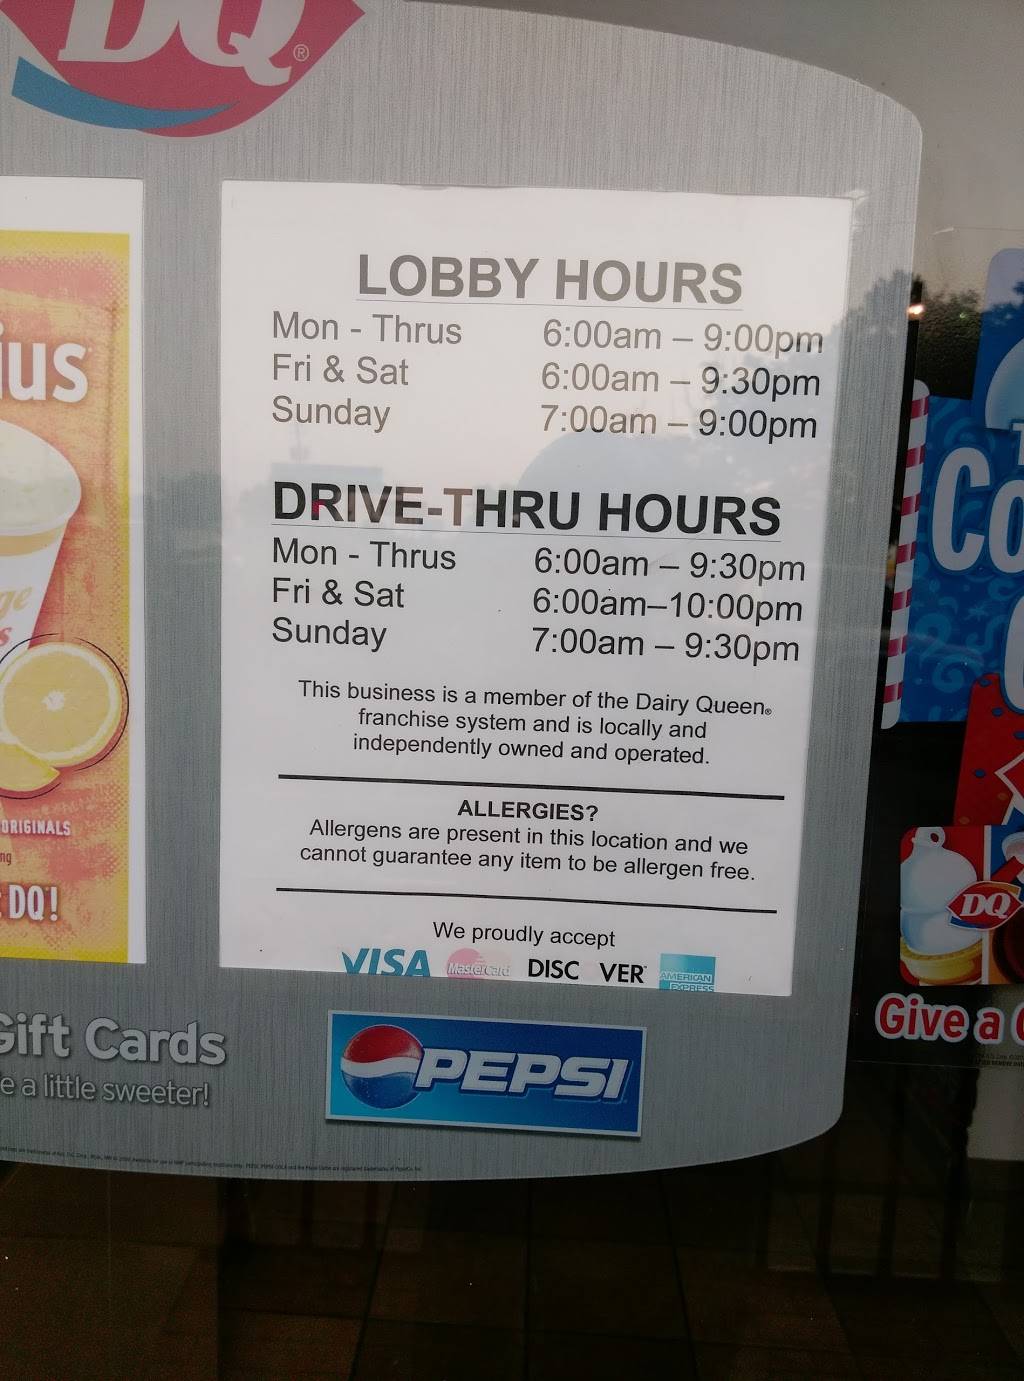 DQ®
LOBBY HOURS
Mon - Thrus 6:00am – 9:00pm
Fri & Sat 6:00am – 9:30pm
Sunday 7:00am – 9:00pm
DRIVE-THRU HOURS
Mon - Thrus 6:00am – 9:30pm
Fri & Sat 6:00am–10:00pm
Sunday 7:00am – 9:30pm
This business is a member of the Dairy Queen®
franchise system and is locally and
independently owned and operated.
ALLERGIES?
Allergens are present in this location and we
cannot guarantee any item to be allergen free.
We proudly accept
VISA MasterCard DISC VER AMERICAN
EXPRESS
PEPSI
ius
ge
s
ORIGINALS
ng
DQ!
Gift Cards
e a little sweeter!
Co
DQ
Give a